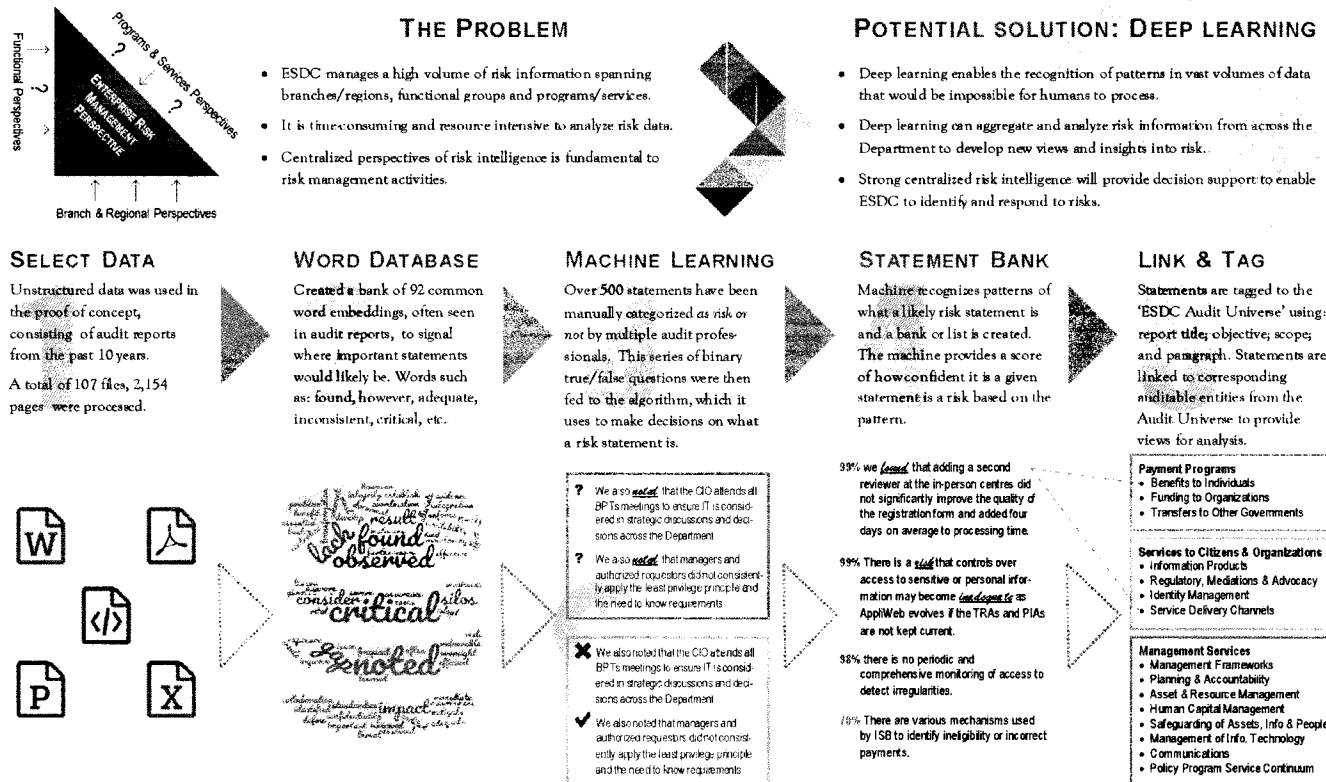 THE PROBLEM
POTENTIAL SOLUTION: DEEP LEARNING
Functional Perspectives
?
Programs & Services Perspectives
?
?
ENTERPRISE RISK
MANAGEMENT
PERSPECTIVE
Branch & Regional Perspectives
• ESDC manages a high volume of risk information spanning
branches/regions, functional groups and programs/services.
• It is time-consuming and resource intensive to analyze risk data.
• Centralized perspectives of risk intelligence is fundamental to
risk management activities.
• Deep learning enables the recognition of patterns in vast volumes of data
that would be impossible for humans to process.
• Deep learning can aggregate and analyze risk information from across the
Department to develop new views and insights into risk.
• Strong centralized risk intelligence will provide decision support to enable
ESDC to identify and respond to risks.
SELECT DATA
Unstructured data was used in
the proof of concept,
consisting of audit reports
from the past 10 years.
A total of 107 files, 2,154
pages were processed.
W
</>
P
X
WORD DATABASE
Created a bank of 92 common
word embeddings, often seen
in audit reports, to signal
where important statements
would likely be. Words such
as: found, however, adequate,
inconsistent, critical, etc.
result
lack found
observed
consider
silos
critical
noted
impact
MACHINE LEARNING
Over 500 statements have been
manually categorized as risk or
not by multiple audit profes-
sionals. This series of binary
true/false questions were then
fed to the algorithm, which it
uses to make decisions on what
a risk statement is.
? We also noted that the CIO attends all
BPTs meetings to ensure IT is consid-
ered in strategic discussions and deci-
sions across the Department
? We also noted that managers and
authorized requestors did not consistent-
ly apply the least privilege principle and
the need to know requirements
✖ We also noted that the CIO attends all
BPTs meetings to ensure IT is consid-
ered in strategic discussions and deci-
sions across the Department
✔ We also noted that managers and
authorized requestors did not consist-
ently apply the least privilege principle
and the need to know requirements
STATEMENT BANK
Machine recognizes patterns of
what a likely risk statement is
and a bank or list is created.
The machine provides a score
of how confident it is a given
statement is a risk based on the
pattern.
99% we found that adding a second
reviewer at the in-person centres did
not significantly improve the quality of
the registration form and added four
days on average to processing time.
99% There is a risk that controls over
access to sensitive or personal infor-
mation may become inadequate as
AppliWeb evolves if the TRAs and PIAs
are not kept current.
98% there is no periodic and
comprehensive monitoring of access to
detect irregularities.
There are various mechanisms used
by ISB to identify ineligibility or incorrect
payments.
LINK & TAG
Statements are tagged to the
'ESDC Audit Universe' using:
report title; objective; scope;
and paragraph. Statements are
linked to corresponding
auditable entities from the
Audit Universe to provide
views for analysis.
Payment Programs
• Benefits to Individuals
• Funding to Organizations
• Transfers to Other Governments
Services to Citizens & Organizations
• Information Products
• Regulatory, Mediations & Advocacy
• Identity Management
• Service Delivery Channels
Management Services
• Management Frameworks
• Planning & Accountability
• Asset & Resource Management
• Human Capital Management
• Safeguarding of Assets, Info & People
• Management of Info. Technology
• Communications
• Policy Program Service Continuum